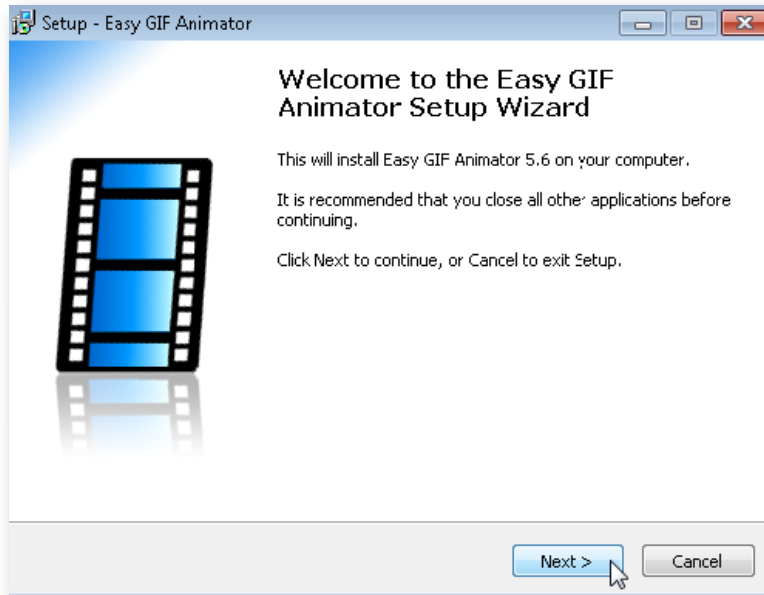 Setup - Easy GIF Animator
Welcome to the Easy GIF
Animator Setup Wizard
This will install Easy GIF Animator 5.6 on your computer.
It is recommended that you close all other applications before
continuing.
Click Next to continue, or Cancel to exit Setup.
Next >
Cancel